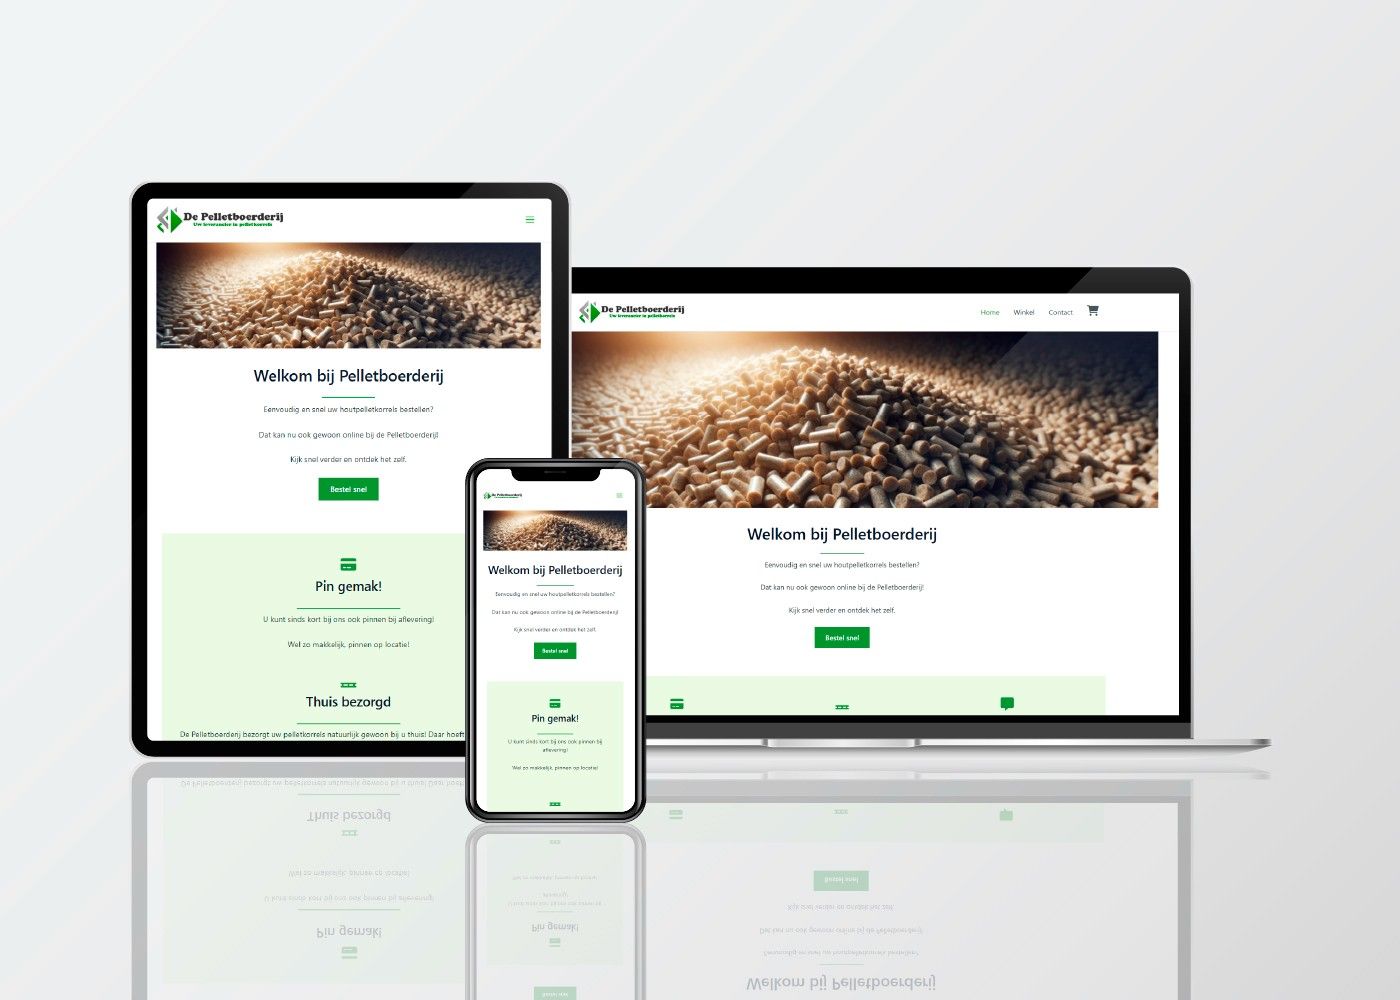 De Pelletboerderij
Uw leverancier in pelletkorrels
Welkom bij Pelletboerderij
Eenvoudig en snel uw houtpelletkorrels bestellen?
Dat kan nu ook gewoon online bij de Pelletboerderij!
Kijk snel verder en ontdek het zelf.
Bestel snel
Pin gemak!
U kunt sinds kort bij ons ook pinnen bij aflevering!
Wel zo makkelijk, pinnen op locatie!
Thuis bezorgd
De Pelletboerderij bezorgt uw pelletkorrels natuurlijk gewoon bij u thuis! Daar hoeft
De Pelletboerderij
Welkom bij Pelletboerderij
Eenvoudig en snel uw houtpelletkorrels bestellen?
Dat kan nu ook gewoon online bij de Pelletboerderij!
Kijk snel verder en ontdek het zelf.
Bestel snel
Pin gemak!
U kunt sinds kort bij ons ook pinnen bij
aflevering!
Wel zo makkelijk, pinnen op locatie!
De Pelletboerderij
Uw leverancier in pelletkorrels
Home Winkel Contact
Welkom bij Pelletboerderij
Eenvoudig en snel uw houtpelletkorrels bestellen?
Dat kan nu ook gewoon online bij de Pelletboerderij!
Kijk snel verder en ontdek het zelf.
Bestel snel